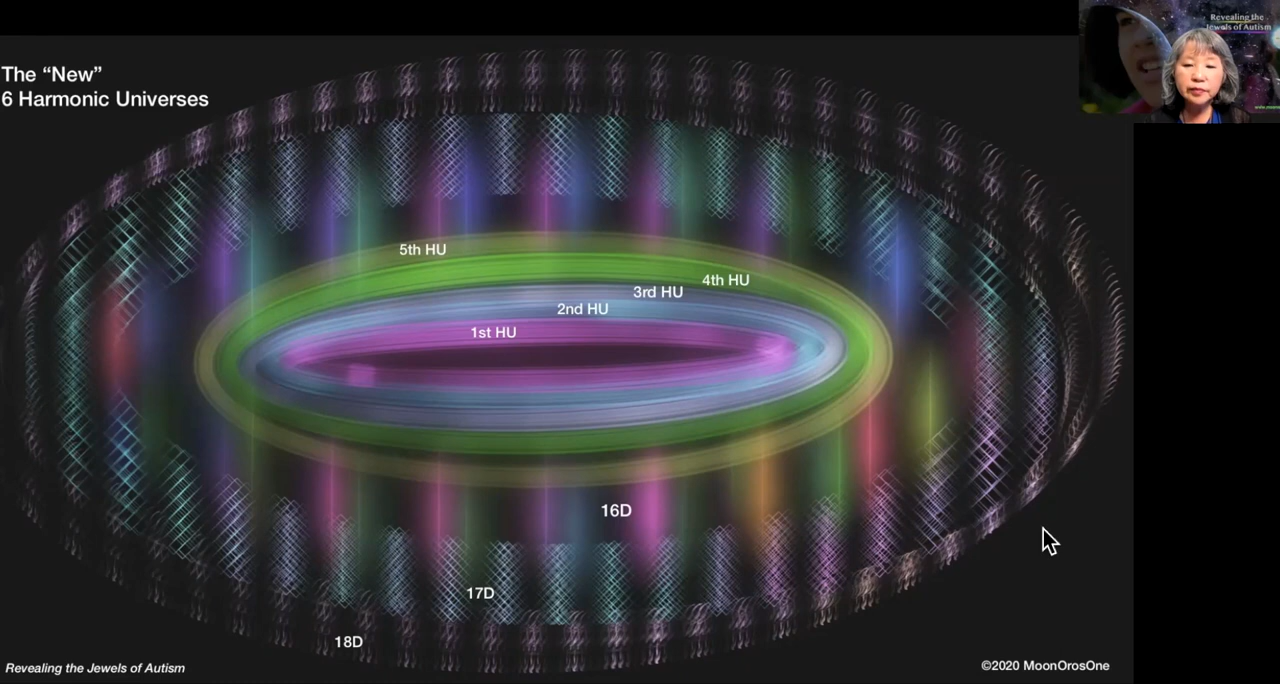 The “New”
6 Harmonic Universes
Revealing the
Jewels of Autism
5th HU
4th HU
3rd HU
2nd HU
1st HU
16D
17D
18D
Revealing the Jewels of Autism
©2020 MoonOrosOne